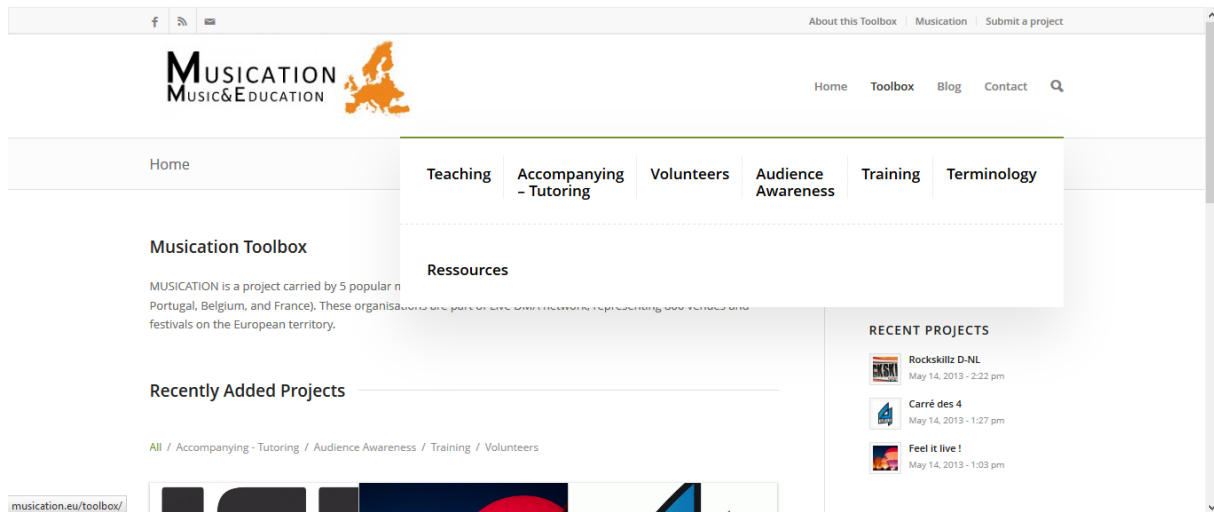 About this Toolbox Musication Submit a project
MUSICATION
MUSIC&EDUCATION
Home Toolbox Blog Contact
Home
Teaching
Accompanying
– Tutoring
Volunteers
Audience
Awareness
Training
Terminology
Ressources
Musication Toolbox
MUSICATION is a project carried by 5 popular
Portugal, Belgium, and France). These organisations are part of Live DMA network, representing 800 venues and
festivals on the European territory.
Recently Added Projects
All / Accompanying - Tutoring / Audience Awareness / Training / Volunteers
RECENT PROJECTS
Rockskillz D-NL
May 14, 2013 - 2:22 pm
Carré des 4
May 14, 2013 - 1:27 pm
Feel it live !
May 14, 2013 - 1:03 pm
musication.eu/toolbox/